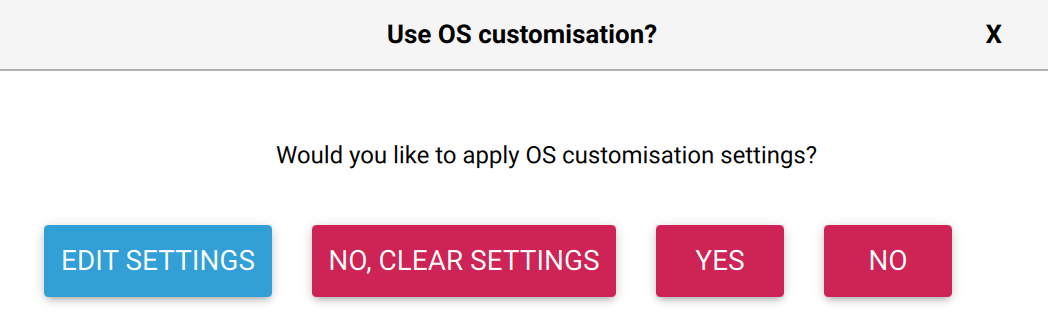 Use OS customisation?
X
Would you like to apply OS customisation settings?
EDIT SETTINGS
NO, CLEAR SETTINGS
YES
NO